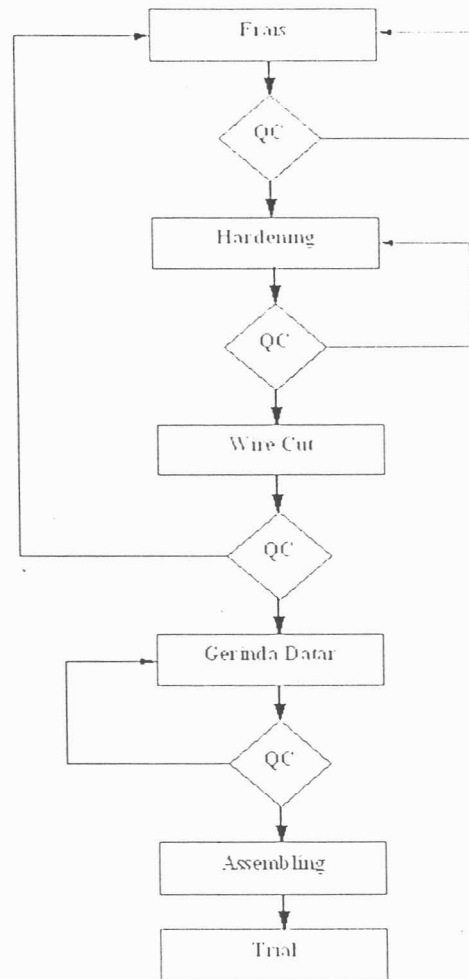 Frais
QC
Hardening
QC
Wire Cut
QC
Gerinda Datar
QC
Assembling
Trial